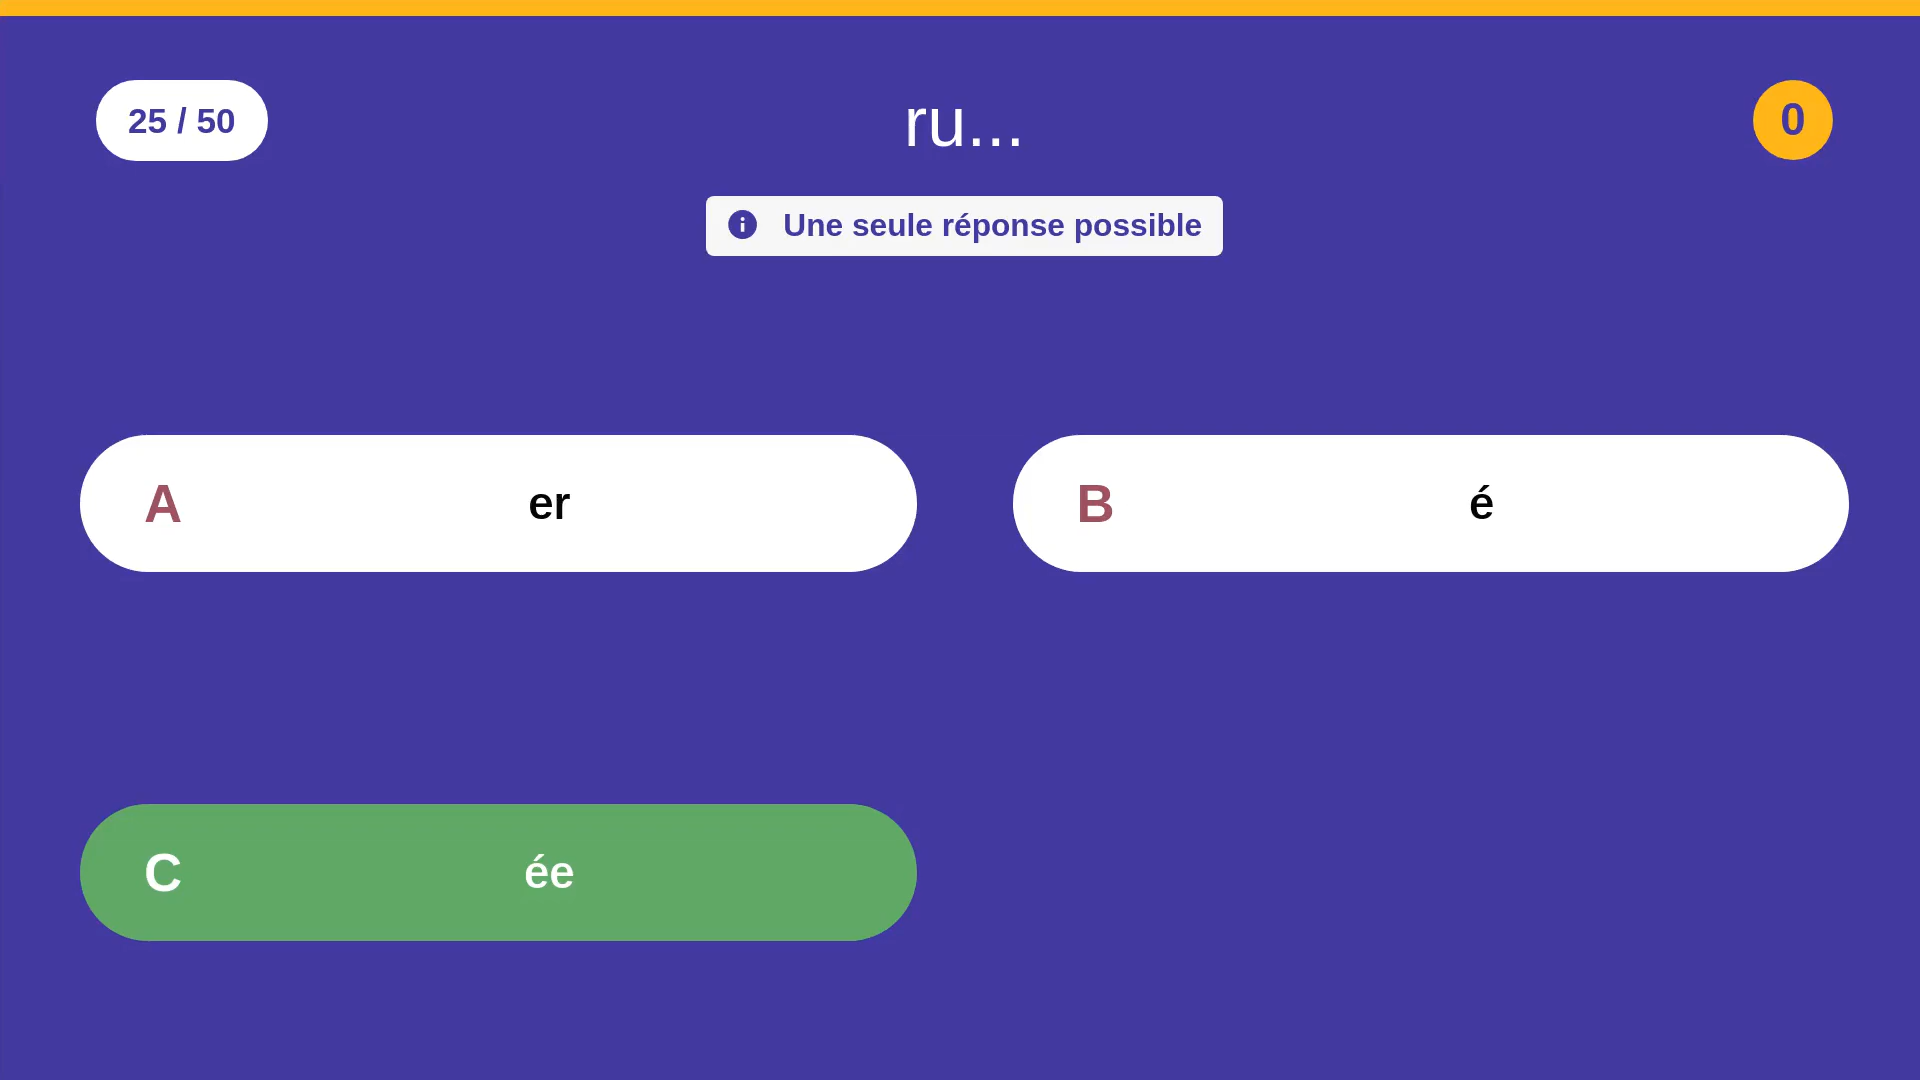 25 / 50
ru...
0
Une seule réponse possible
A er
B é
C ée